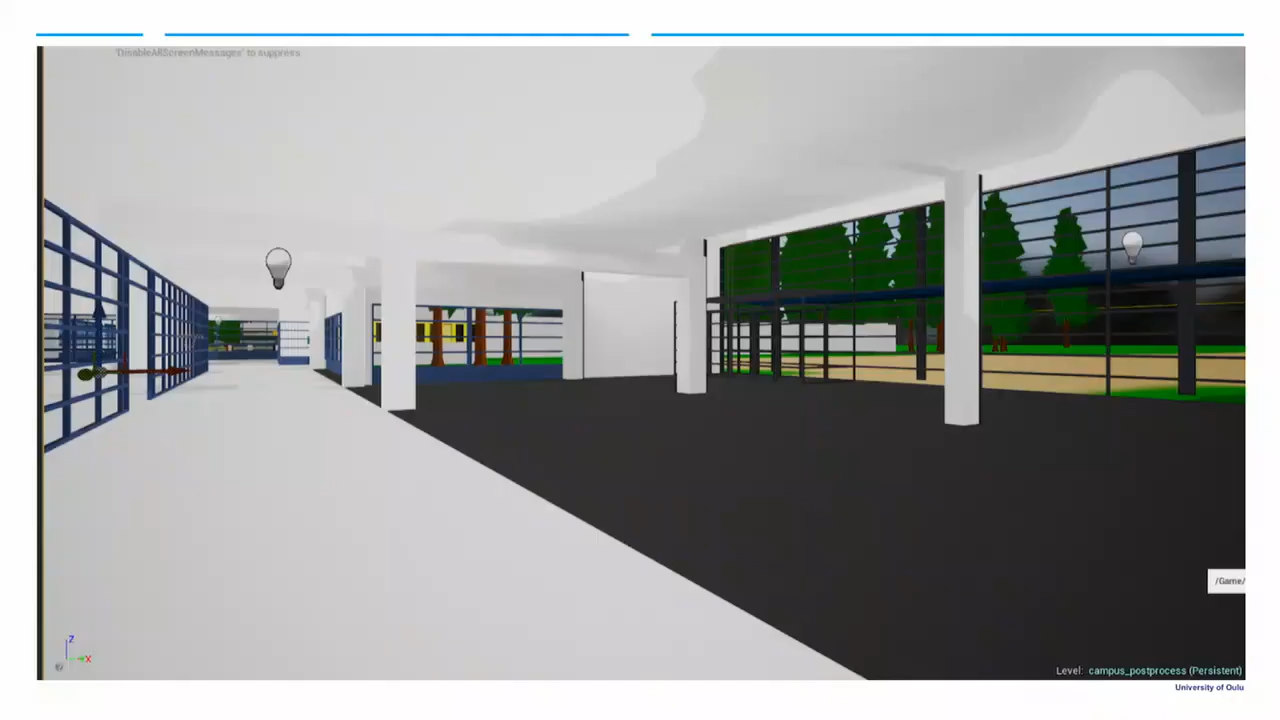 'DisableAllScreenMessages' to suppress
/Game/
Z
X
Level: campus_postprocess (Persistent)
University of Oulu